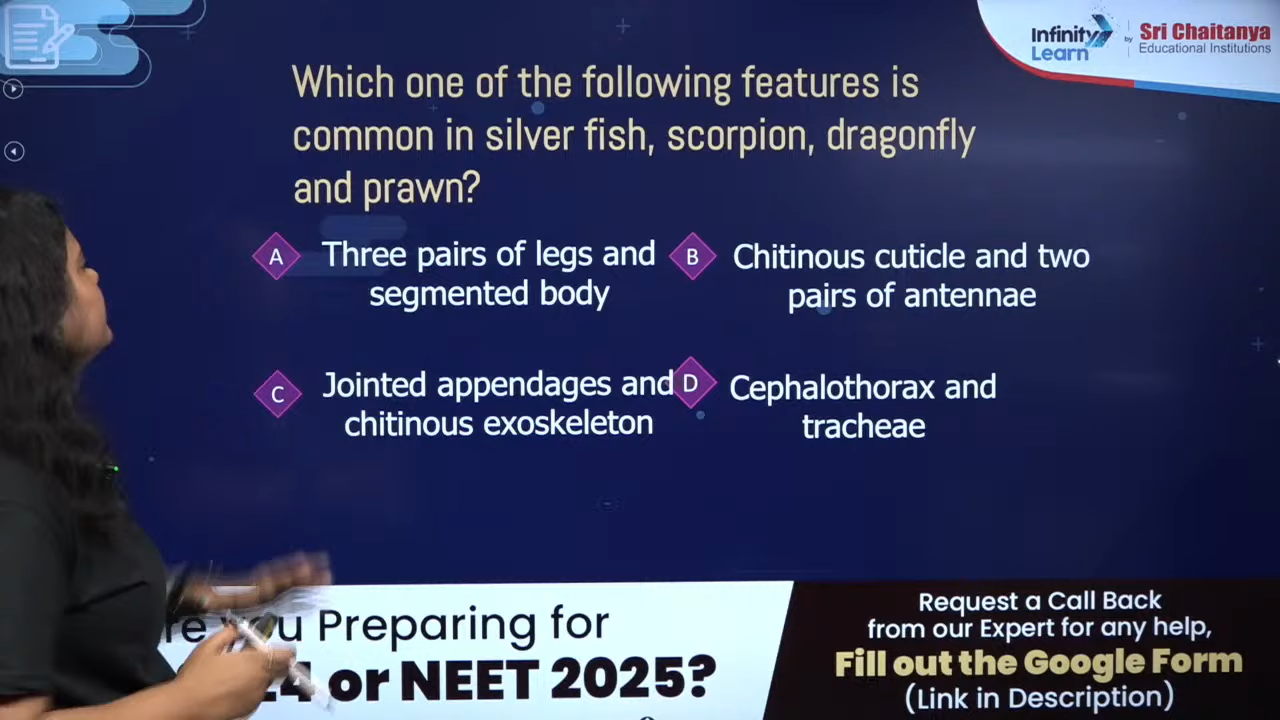 Infinity
Learn
by
Sri Chaitanya
Educational Institutions
Which one of the following features is
common in silver fish, scorpion, dragonfly
and prawn?
A Three pairs of legs and
segmented body
B Chitinous cuticle and two
pairs of antennae
C Jointed appendages and
chitinous exoskeleton
D Cephalothorax and
tracheae
Preparing for
or NEET 2025?
Request a Call Back
from our Expert for any help,
Fill out the Google Form
(Link in Description)